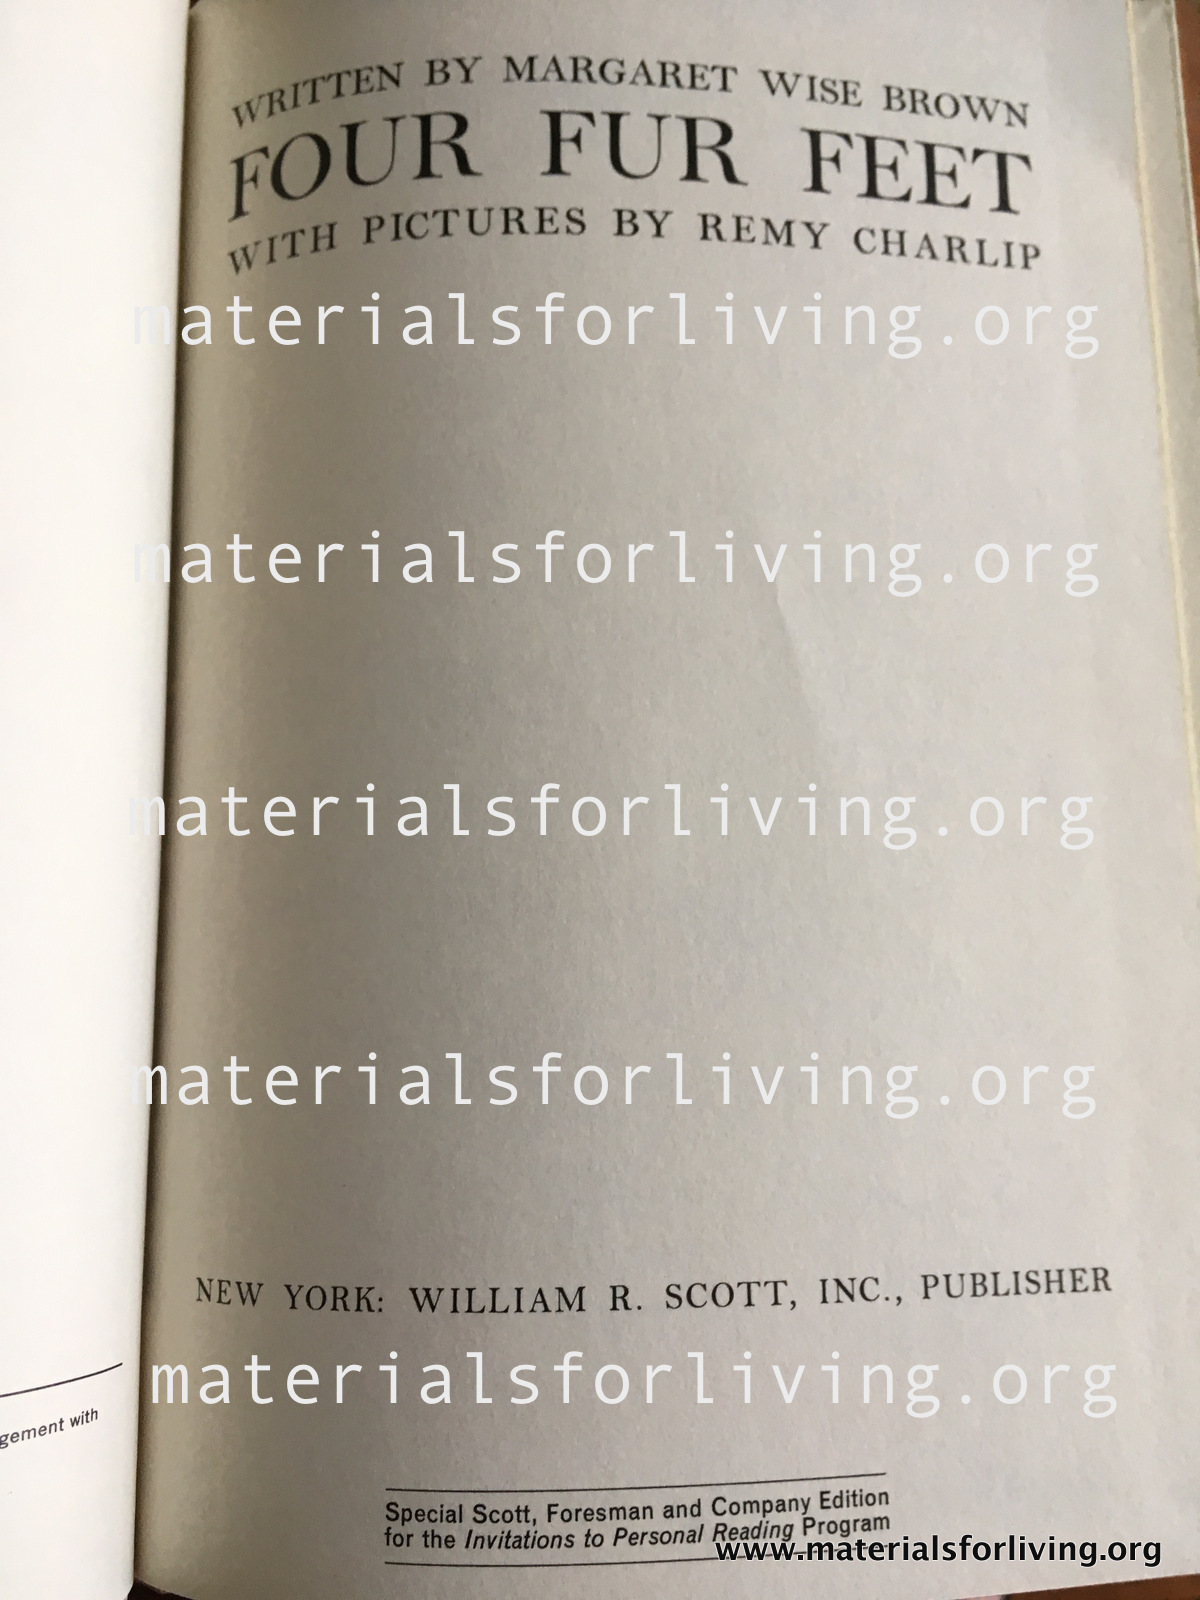 WRITTEN BY MARGARET WISE BROWN
FOUR FUR FEET
WITH PICTURES BY REMY CHARLIP
materialsforliving.org
materialsforliving.org
materialsforliving.org
materialsforliving.org
NEW YORK: WILLIAM R. SCOTT, INC., PUBLISHER
materialsforliving.org
gement with
Special Scott, Foresman and Company Edition
for the Invitations to Personal Reading Program
www.materialsforliving.org